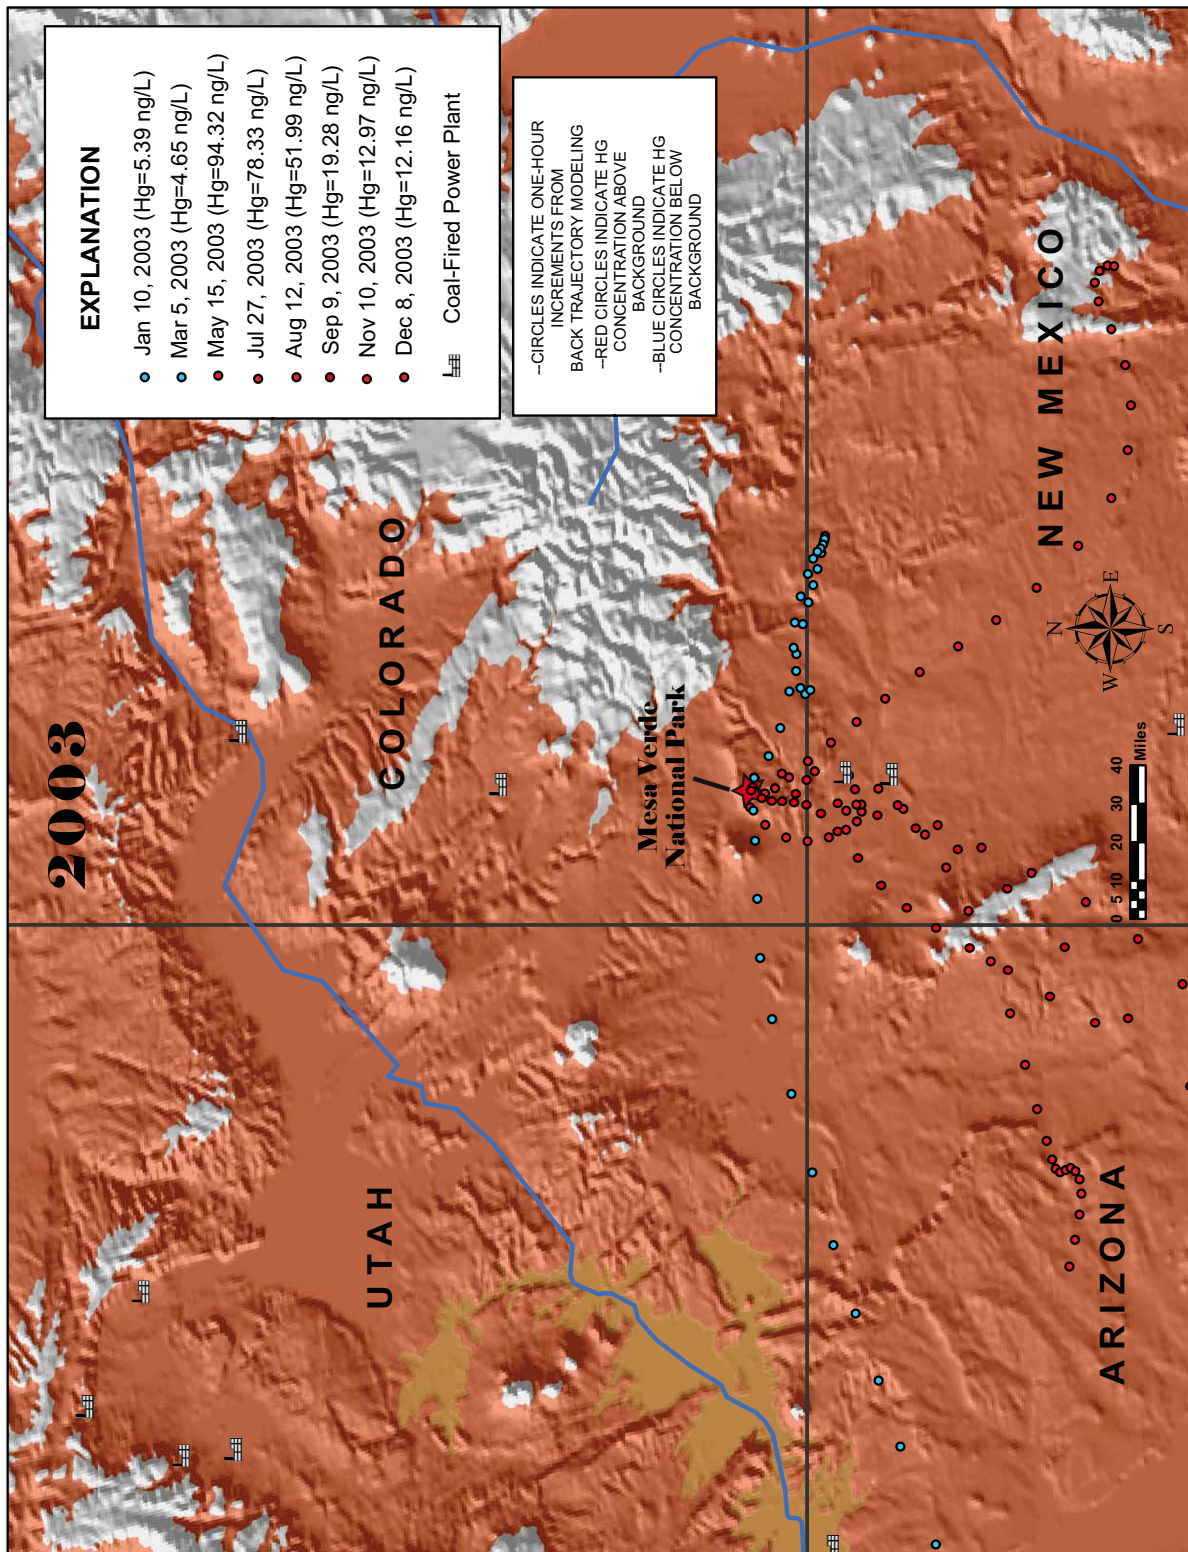 2003
EXPLANATION
Jan 10, 2003 (Hg=5.39 ng/L)
Mar 5, 2003 (Hg=4.65 ng/L)
May 15, 2003 (Hg=94.32 ng/L)
Jul 27, 2003 (Hg=78.33 ng/L)
Aug 12, 2003 (Hg=51.99 ng/L)
Sep 9, 2003 (Hg=19.28 ng/L)
Nov 10, 2003 (Hg=12.97 ng/L)
Dec 8, 2003 (Hg=12.16 ng/L)
Coal-Fired Power Plant
--CIRCLES INDICATE ONE-HOUR
INCREMENTS FROM
BACK TRAJECTORY MODELING
--RED CIRCLES INDICATE HG
CONCENTRATION ABOVE
BACKGROUND
--BLUE CIRCLES INDICATE HG
CONCENTRATION BELOW
BACKGROUND
UTAH
COLORADO
Mesa Verde
National Park
ARIZONA
NEW MEXICO
N
W
E
S
0 5 10 20 30 40
Miles